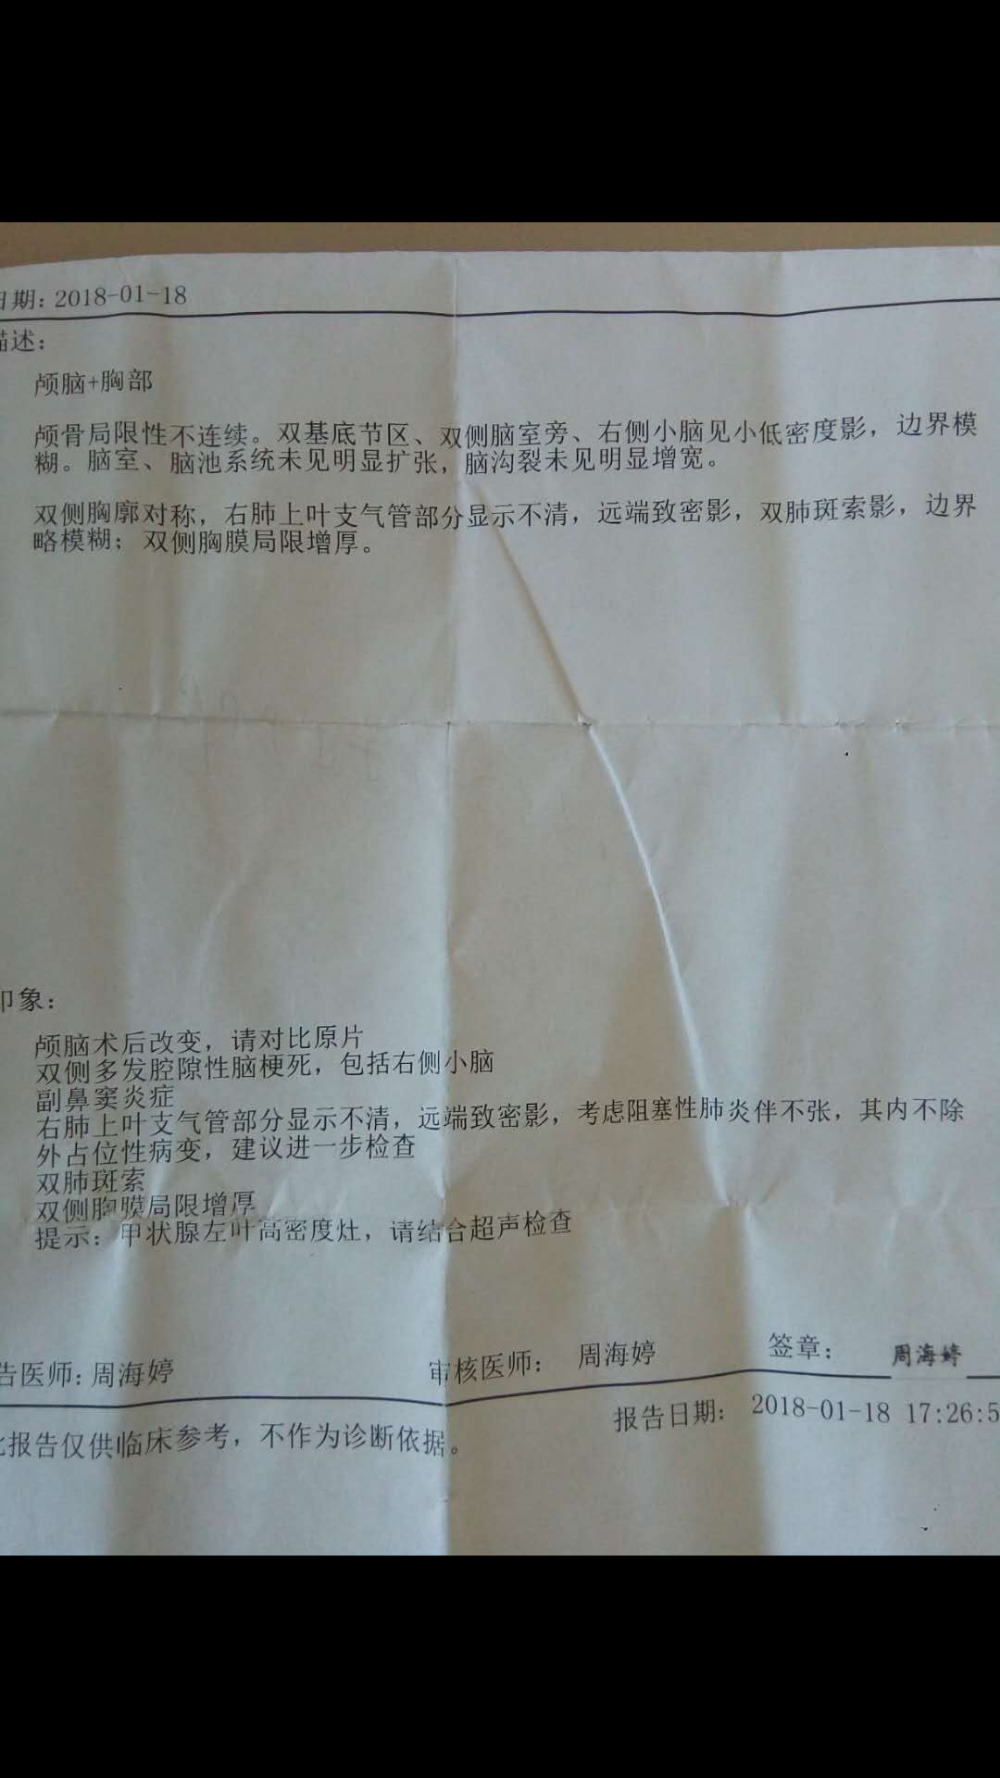 日期: 2018-01-18
描述:
颅脑+胸部
颅骨局限性不连续。双基底节区、双侧脑室旁、右侧小脑见小低密度影，边界模
糊。脑室、脑池系统未见明显扩张，脑沟裂未见明显增宽。
双侧胸廓对称，右肺上叶支气管部分显示不清，远端致密影，双肺斑索影，边界
略模糊；双侧胸膜局限增厚。
印象:
颅脑术后改变，请对比原片
双侧多发腔隙性脑梗死，包括右侧小脑
副鼻窦炎症
右肺上叶支气管部分显示不清，远端致密影，考虑阻塞性肺炎伴不张，其内不除
外占位性病变，建议进一步检查
双肺斑索
双侧胸膜局限增厚
提示: 甲状腺左叶高密度灶，请结合超声检查
告医师: 周海婷 审核医师: 周海婷 签章: 周海婷
报告日期: 2018-01-18 17:26:5
此报告仅供临床参考，不作为诊断依据。